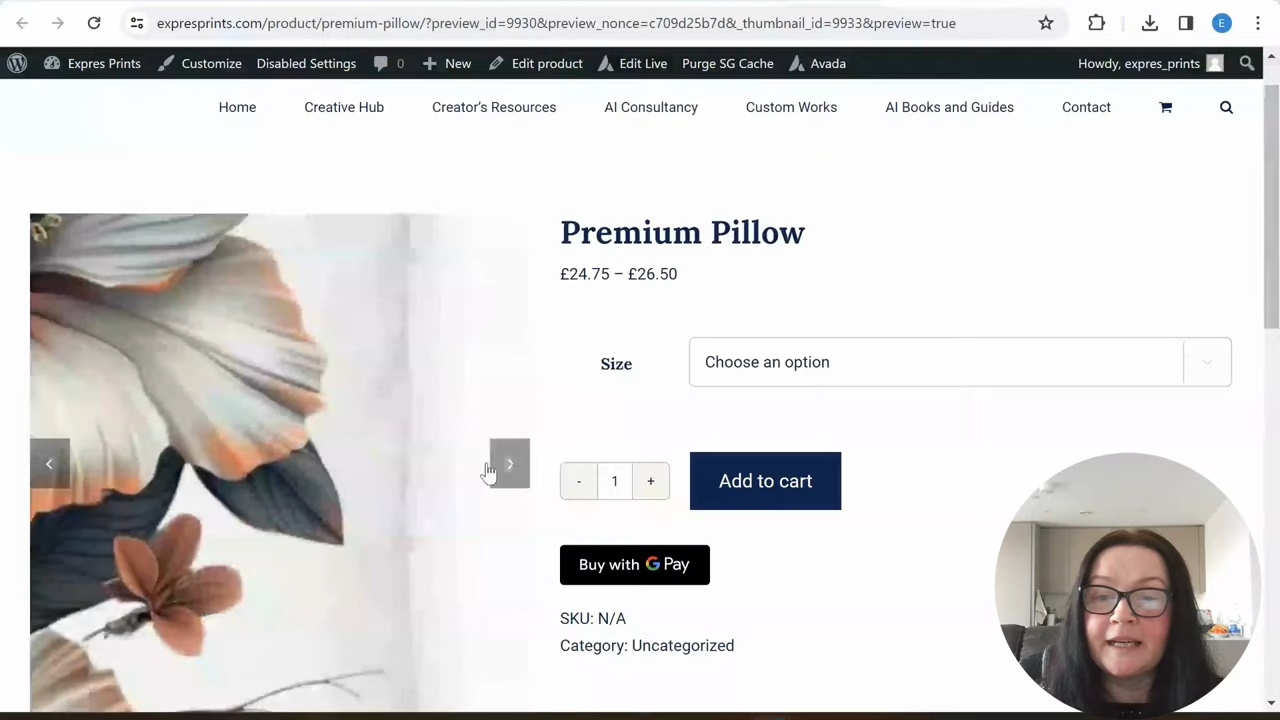 expresprints.com/product/premium-pillow/?preview_id=9930&preview_nonce=c709d25b7d&_thumbnail_id=9933&preview=true
E
Expres Prints
Customize
Disabled Settings
0
New
Edit product
Edit Live
Purge SG Cache
Avada
Howdy, expres_prints
Home
Creative Hub
Creator’s Resources
AI Consultancy
Custom Works
AI Books and Guides
Contact
Premium Pillow
£24.75 – £26.50
Size
Choose an option
- 1 +
Add to cart
Buy with G Pay
SKU: N/A
Category: Uncategorized